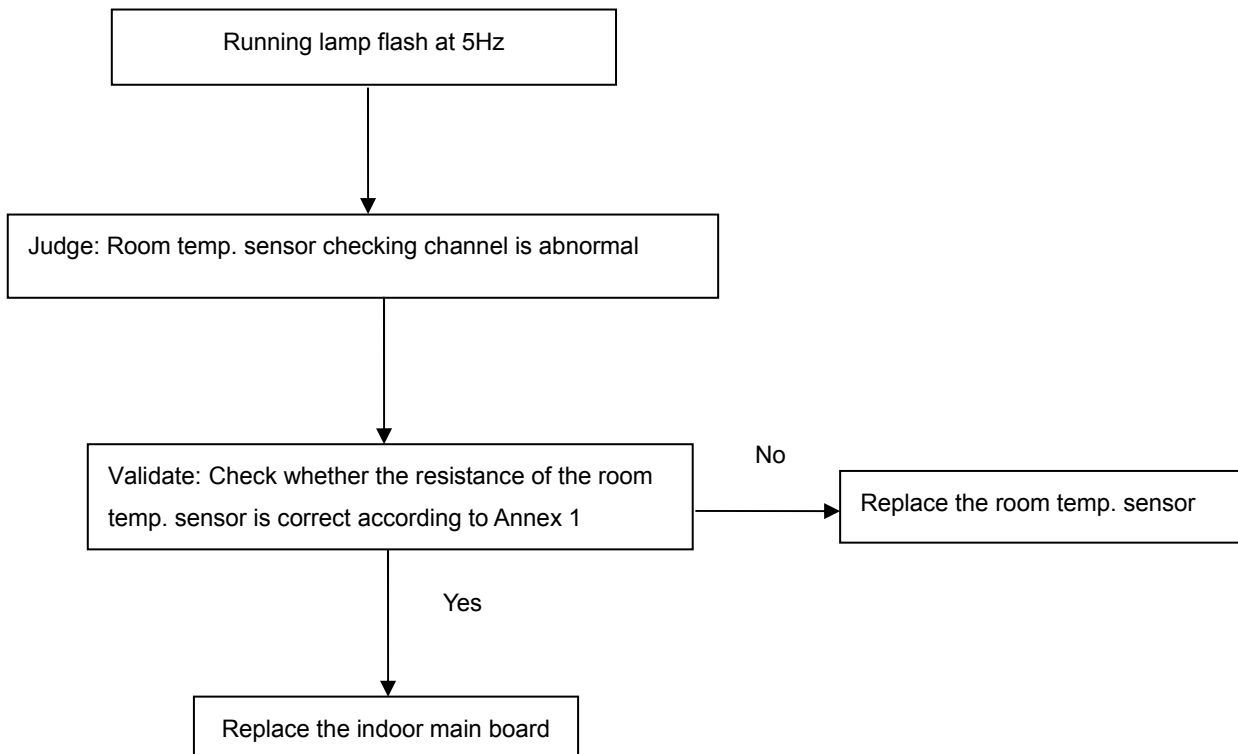 Running lamp flash at 5Hz
Judge: Room temp. sensor checking channel is abnormal
Validate: Check whether the resistance of the room
temp. sensor is correct according to Annex 1
No
Replace the room temp. sensor
Yes
Replace the indoor main board